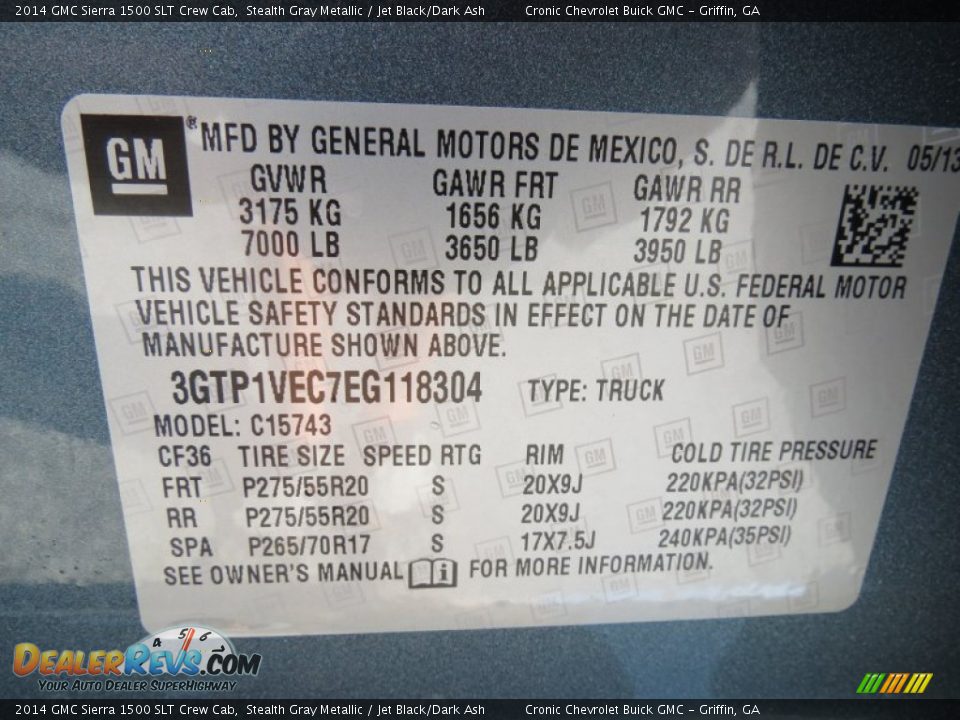 2014 GMC Sierra 1500 SLT Crew Cab, Stealth Gray Metallic / Jet Black/Dark Ash Cronic Chevrolet Buick GMC - Griffin, GA
GM ® MFD BY GENERAL MOTORS DE MEXICO, S. DE R.L. DE C.V. 05/13
GVWR GAWR FRT GAWR RR
3175 KG 1656 KG 1792 KG
7000 LB 3650 LB 3950 LB
THIS VEHICLE CONFORMS TO ALL APPLICABLE U.S. FEDERAL MOTOR
VEHICLE SAFETY STANDARDS IN EFFECT ON THE DATE OF
MANUFACTURE SHOWN ABOVE.
3GTP1VEC7EG118304 TYPE: TRUCK
MODEL: C15743
CF36 TIRE SIZE SPEED RTG RIM COLD TIRE PRESSURE
FRT P275/55R20 S 20X9J 220KPA(32PSI)
RR P275/55R20 S 20X9J 220KPA(32PSI)
SPA P265/70R17 S 17X7.5J 240KPA(35PSI)
SEE OWNER'S MANUAL i FOR MORE INFORMATION.
4 5 6
DEALERREVS.COM
YOUR AUTO DEALER SUPERHIGHWAY
2014 GMC Sierra 1500 SLT Crew Cab, Stealth Gray Metallic / Jet Black/Dark Ash Cronic Chevrolet Buick GMC - Griffin, GA